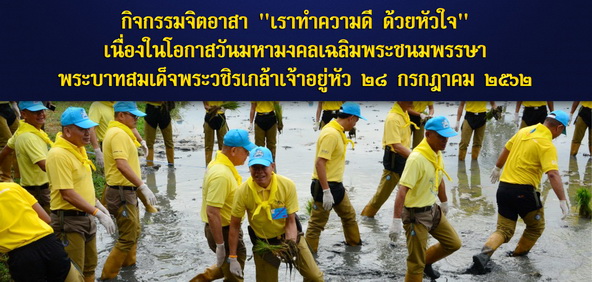 กิจกรรมจิตอาสา "เราทำความดี ด้วยหัวใจ"
เนื่องในโอกาสวันมหามงคลเฉลิมพระชนมพรรษา
พระบาทสมเด็จพระวชิรเกล้าเจ้าอยู่หัว ๒๘ กรกฎาคม ๒๕๖๒